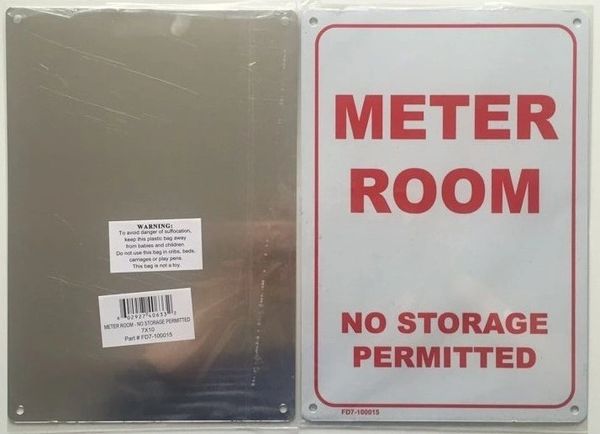 WARNING:
To avoid danger of suffocation,
keep this plastic bag away
from babies and children.
Do not use this bag in cribs, beds,
carriages or play pens.
This bag is not a toy.
METER ROOM - NO STORAGE PERMITTED
7X10
Part # FD7-100015
METER
ROOM
NO STORAGE
PERMITTED
FD7-100015